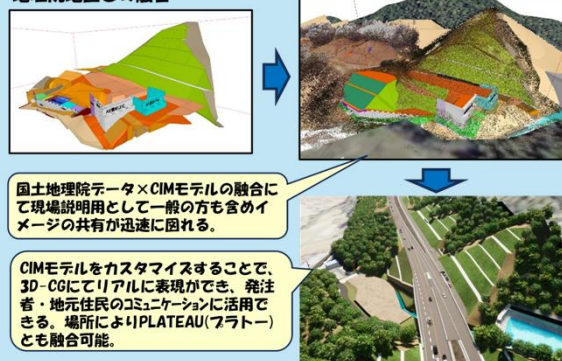 国土地理院データ×CIMモデルの融合に
て現場説明用として一般の方も含めイ
メージの共有が迅速に図れる。
CIMモデルをカスタマイズすることで、
3D-CGにてリアルに表現ができ、発注
者・地元住民のコミュニケーションに活用で
きる。場所によりPLATEAU(プラトー)
とも融合可能。